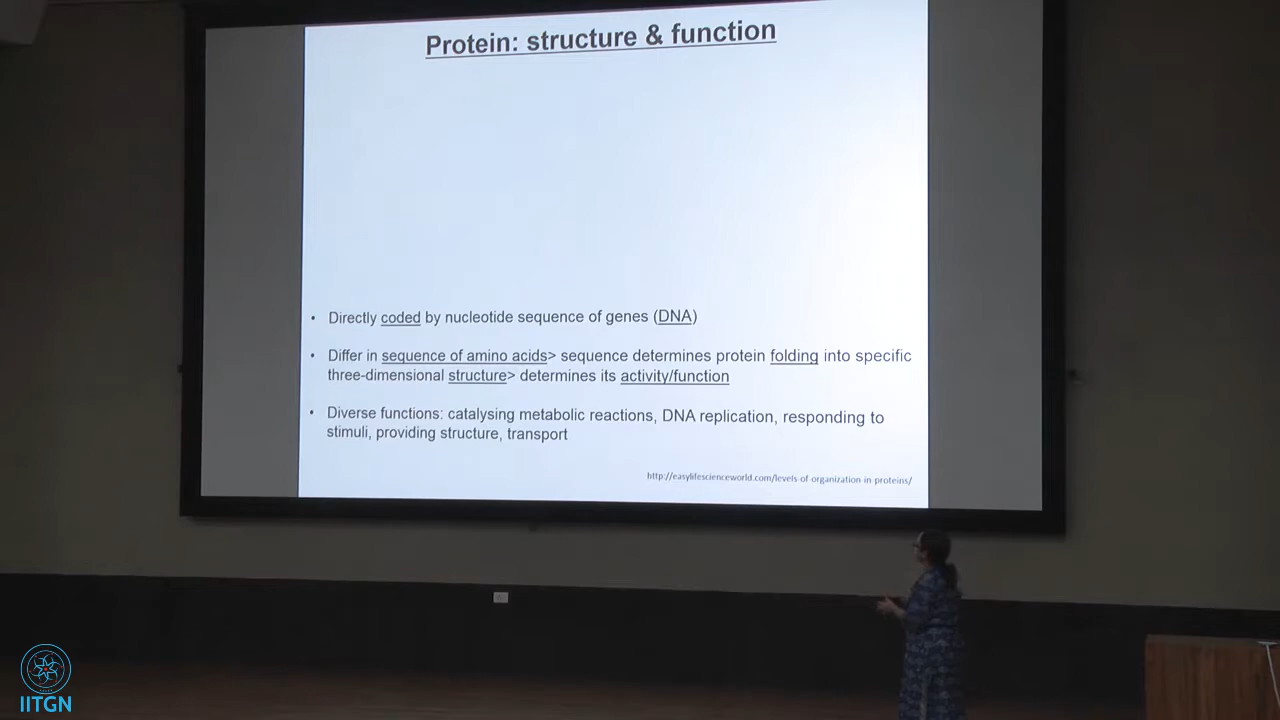 Protein: structure & function
• Directly coded by nucleotide sequence of genes (DNA)
• Differ in sequence of amino acids> sequence determines protein folding into specific
three-dimensional structure> determines its activity/function
• Diverse functions: catalysing metabolic reactions, DNA replication, responding to
stimuli, providing structure, transport
http://easylifescienceworld.com/levels-of-organization-in-proteins/
IITGN